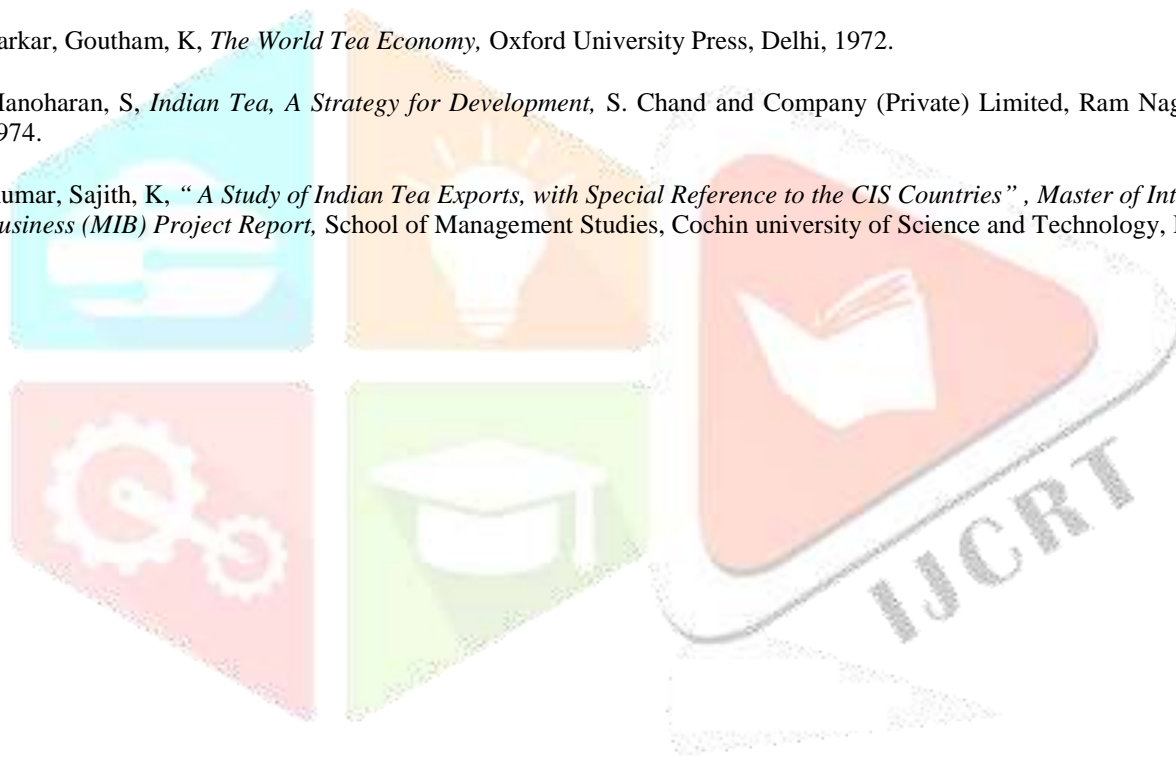 arkar, Goutham, K, The World Tea Economy, Oxford University Press, Delhi, 1972.
anoharan, S, Indian Tea, A Strategy for Development, S. Chand and Company (Private) Limited, Ram Nag
974.
umar, Sajith, K, “ A Study of Indian Tea Exports, with Special Reference to the CIS Countries” , Master of Int
usiness (MIB) Project Report, School of Management Studies, Cochin university of Science and Technology,
IJCRT